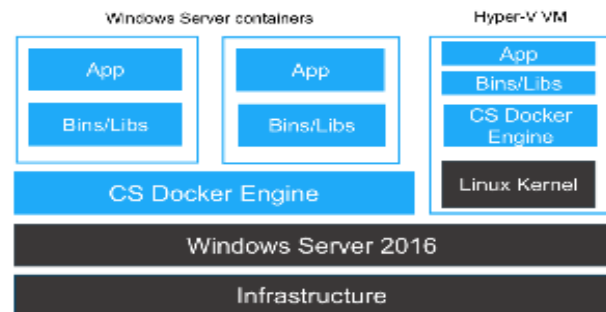 Windows Server containers
Hyper-V VM
App
Bins/Libs
App
Bins/Libs
App
Bins/Libs
CS Docker
Engine
Linux Kernel
CS Docker Engine
Windows Server 2016
Infrastructure